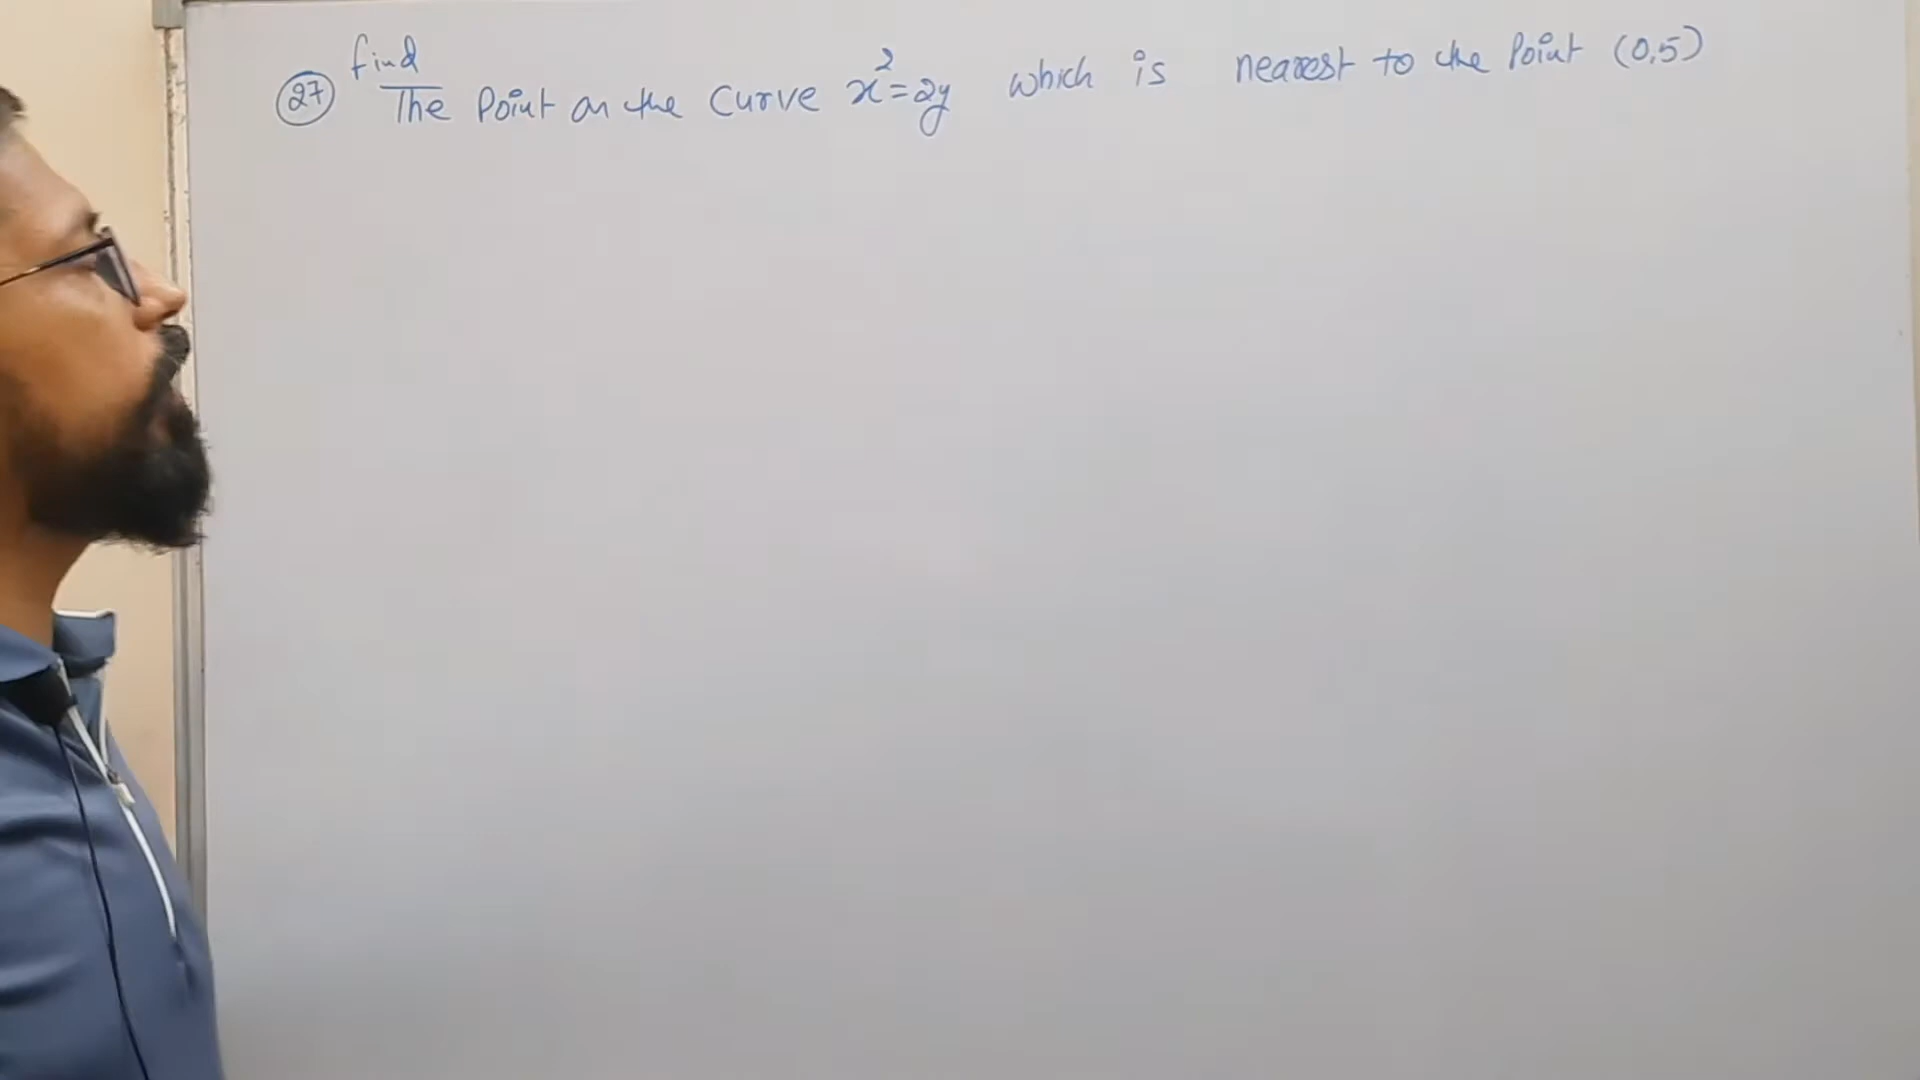 find
(27) The Point on the Curve x²=2y which is nearest to the Point (0,5)